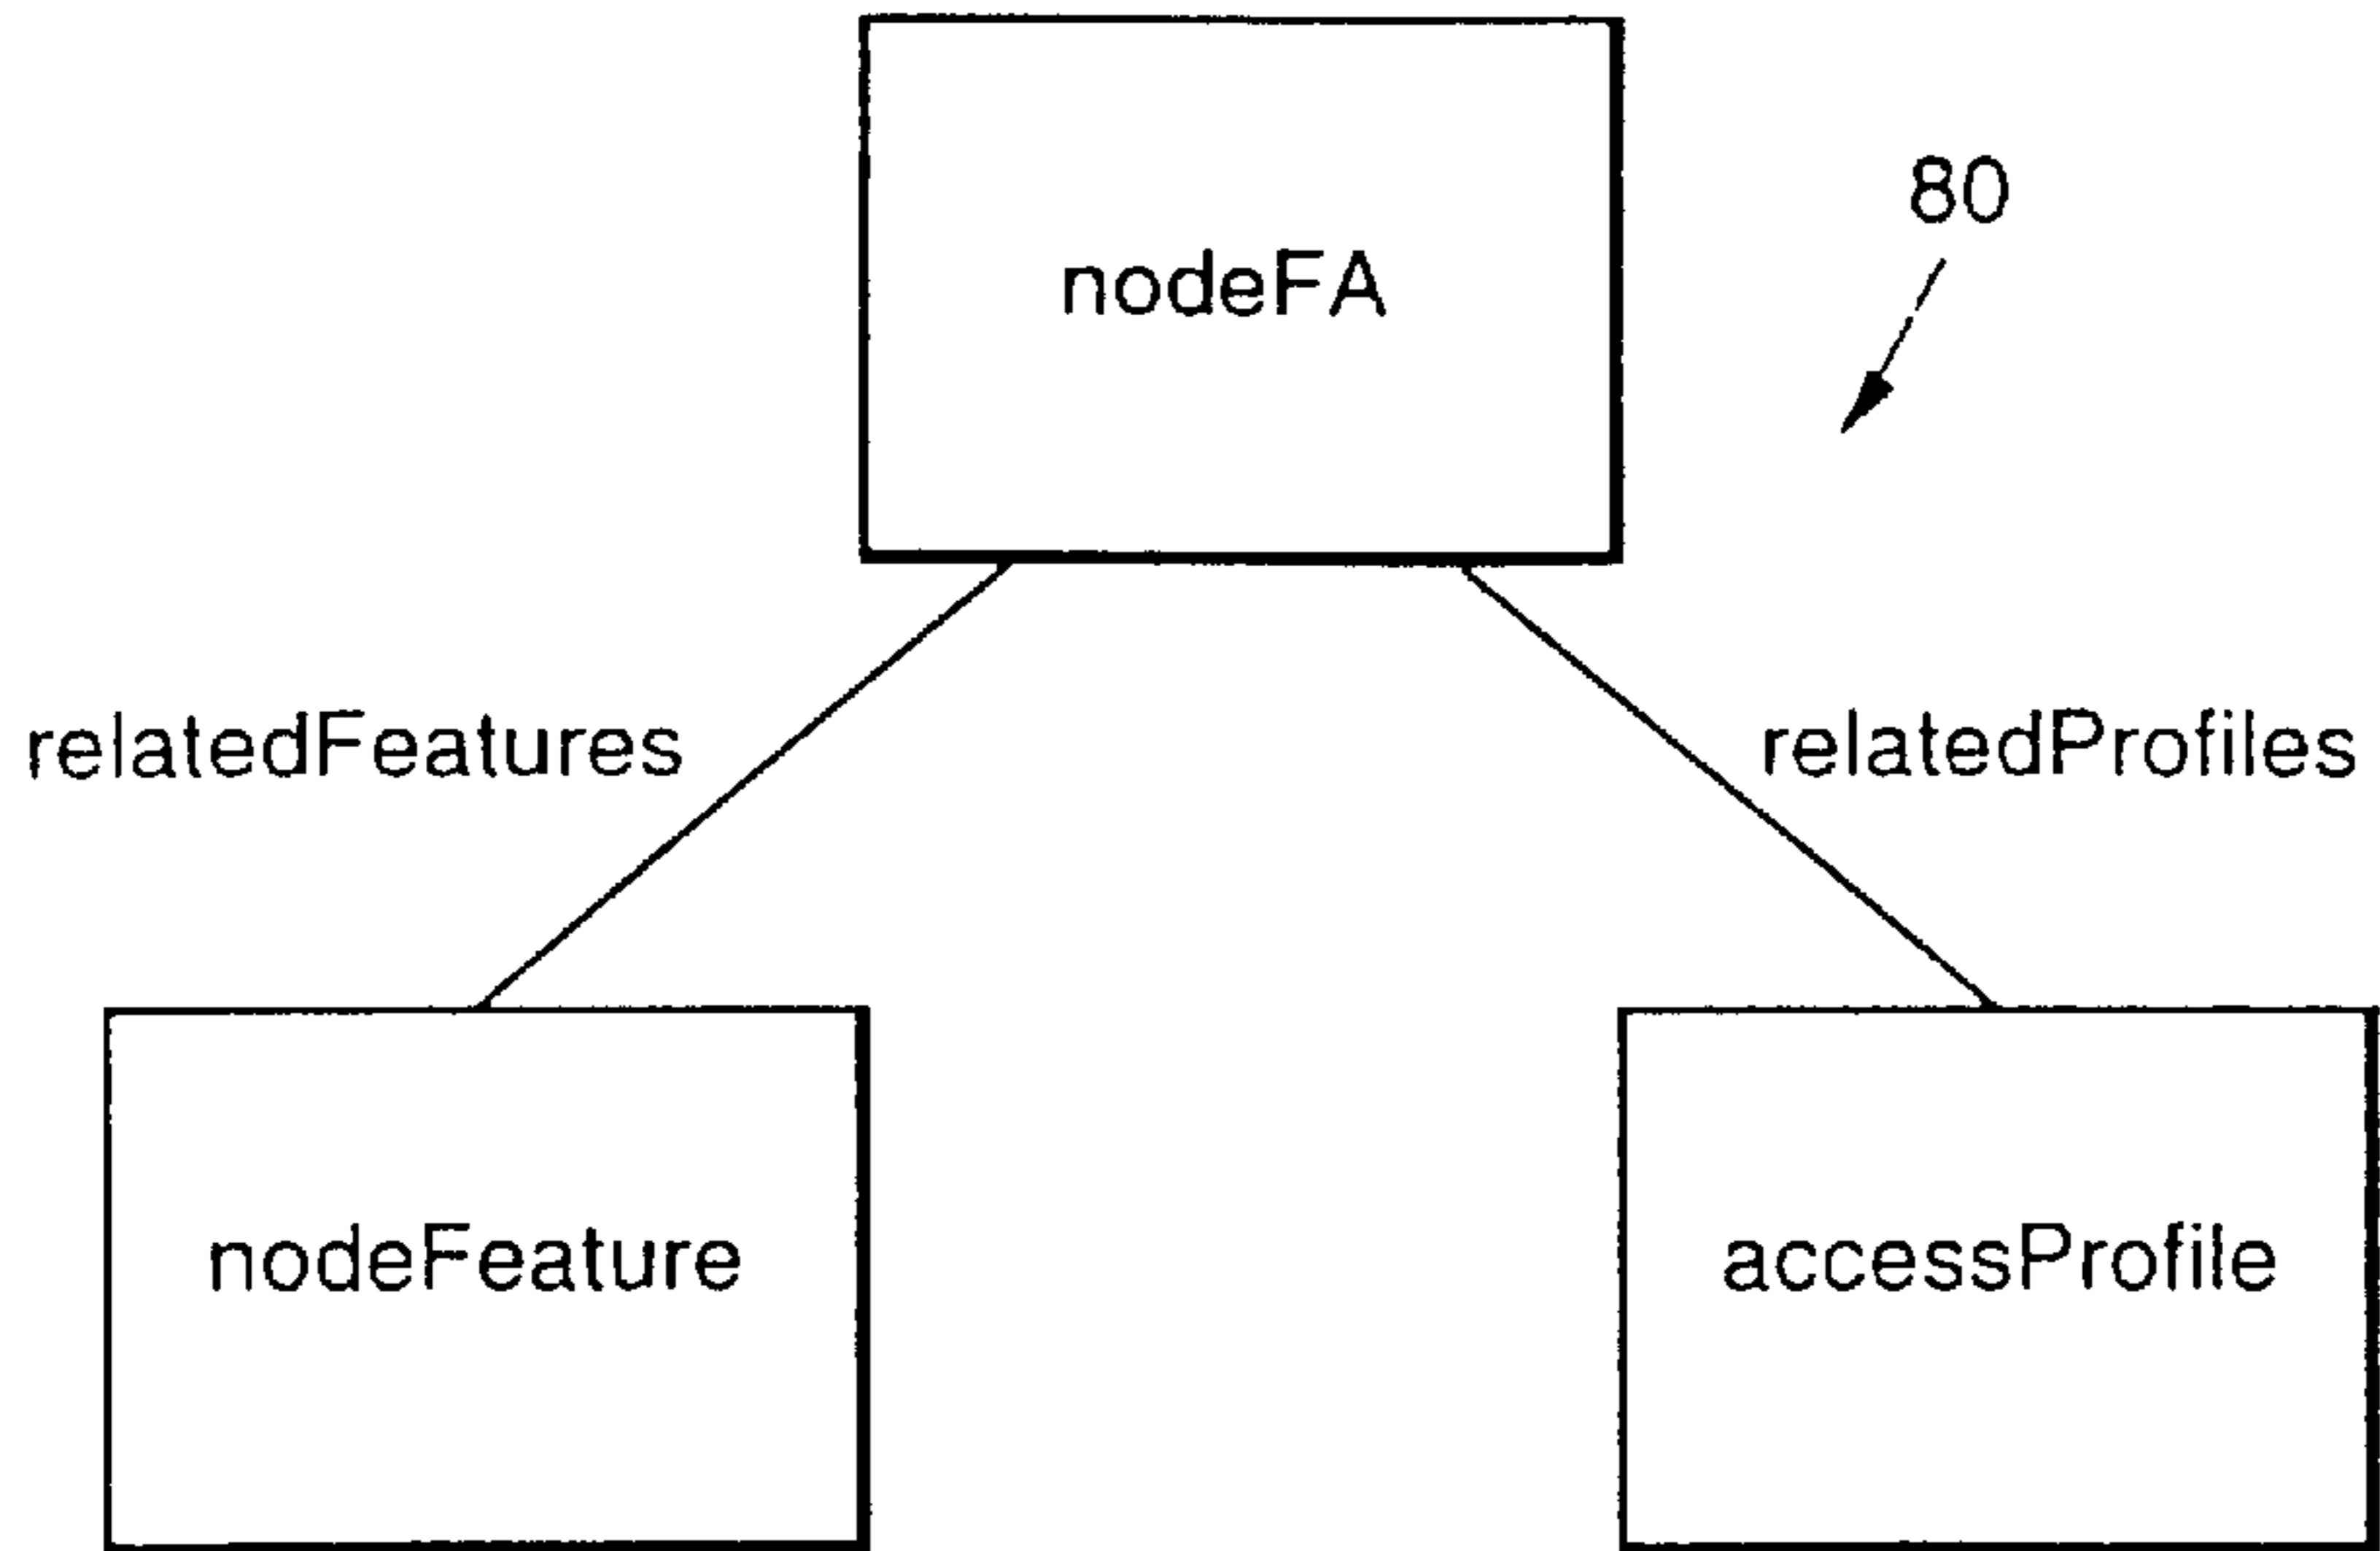 nodeFA
80
relatedFeatures
relatedProfiles
nodeFeature
accessProfile